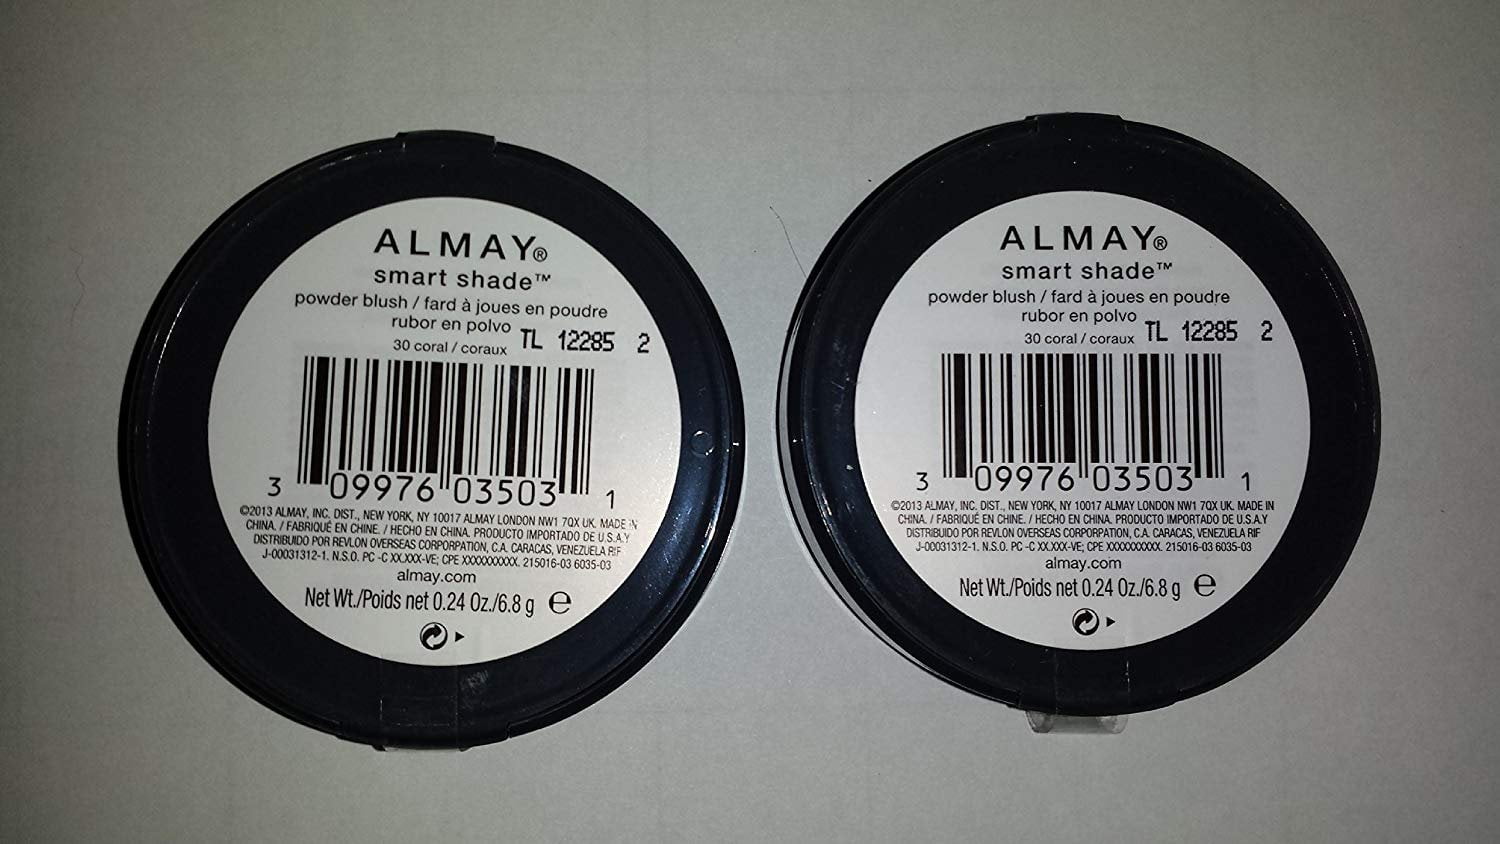 ALMAY®
smart shade™
powder blush / fard à joues en poudre
rubor en polvo
30 coral / coraux TL 12285 2
3 09976 03503 1
©2013 ALMAY, INC. DIST., NEW YORK, NY 10017 ALMAY LONDON NW1 7QX UK. MADE IN
CHINA. / FABRIQUÉ EN CHINE. / HECHO EN CHINA. PRODUCTO IMPORTADO DE U.S.A.Y
DISTRIBUIDO POR REVLON OVERSEAS CORPORPATION, C.A. CARACAS, VENEZUELA RIF
J-00031312-1. N.S.O. PC -C XX.XXX-VE; CPE XXXXXXXXXX. 215016-03 6035-03
almay.com
Net Wt./Poids net 0.24 Oz./6.8 g ℮
ALMAY®
smart shade™
powder blush / fard à joues en poudre
rubor en polvo
30 coral / coraux TL 12285 2
3 09976 03503 1
©2013 ALMAY, INC. DIST., NEW YORK, NY 10017 ALMAY LONDON NW1 7QX UK. MADE IN
CHINA. / FABRIQUÉ EN CHINE. / HECHO EN CHINA. PRODUCTO IMPORTADO DE U.S.A.Y
DISTRIBUIDO POR REVLON OVERSEAS CORPORPATION, C.A. CARACAS, VENEZUELA RIF
J-00031312-1. N.S.O. PC -C XX.XXX-VE; CPE XXXXXXXXXX. 215016-03 6035-03
almay.com
Net Wt./Poids net 0.24 Oz./6.8 g ℮